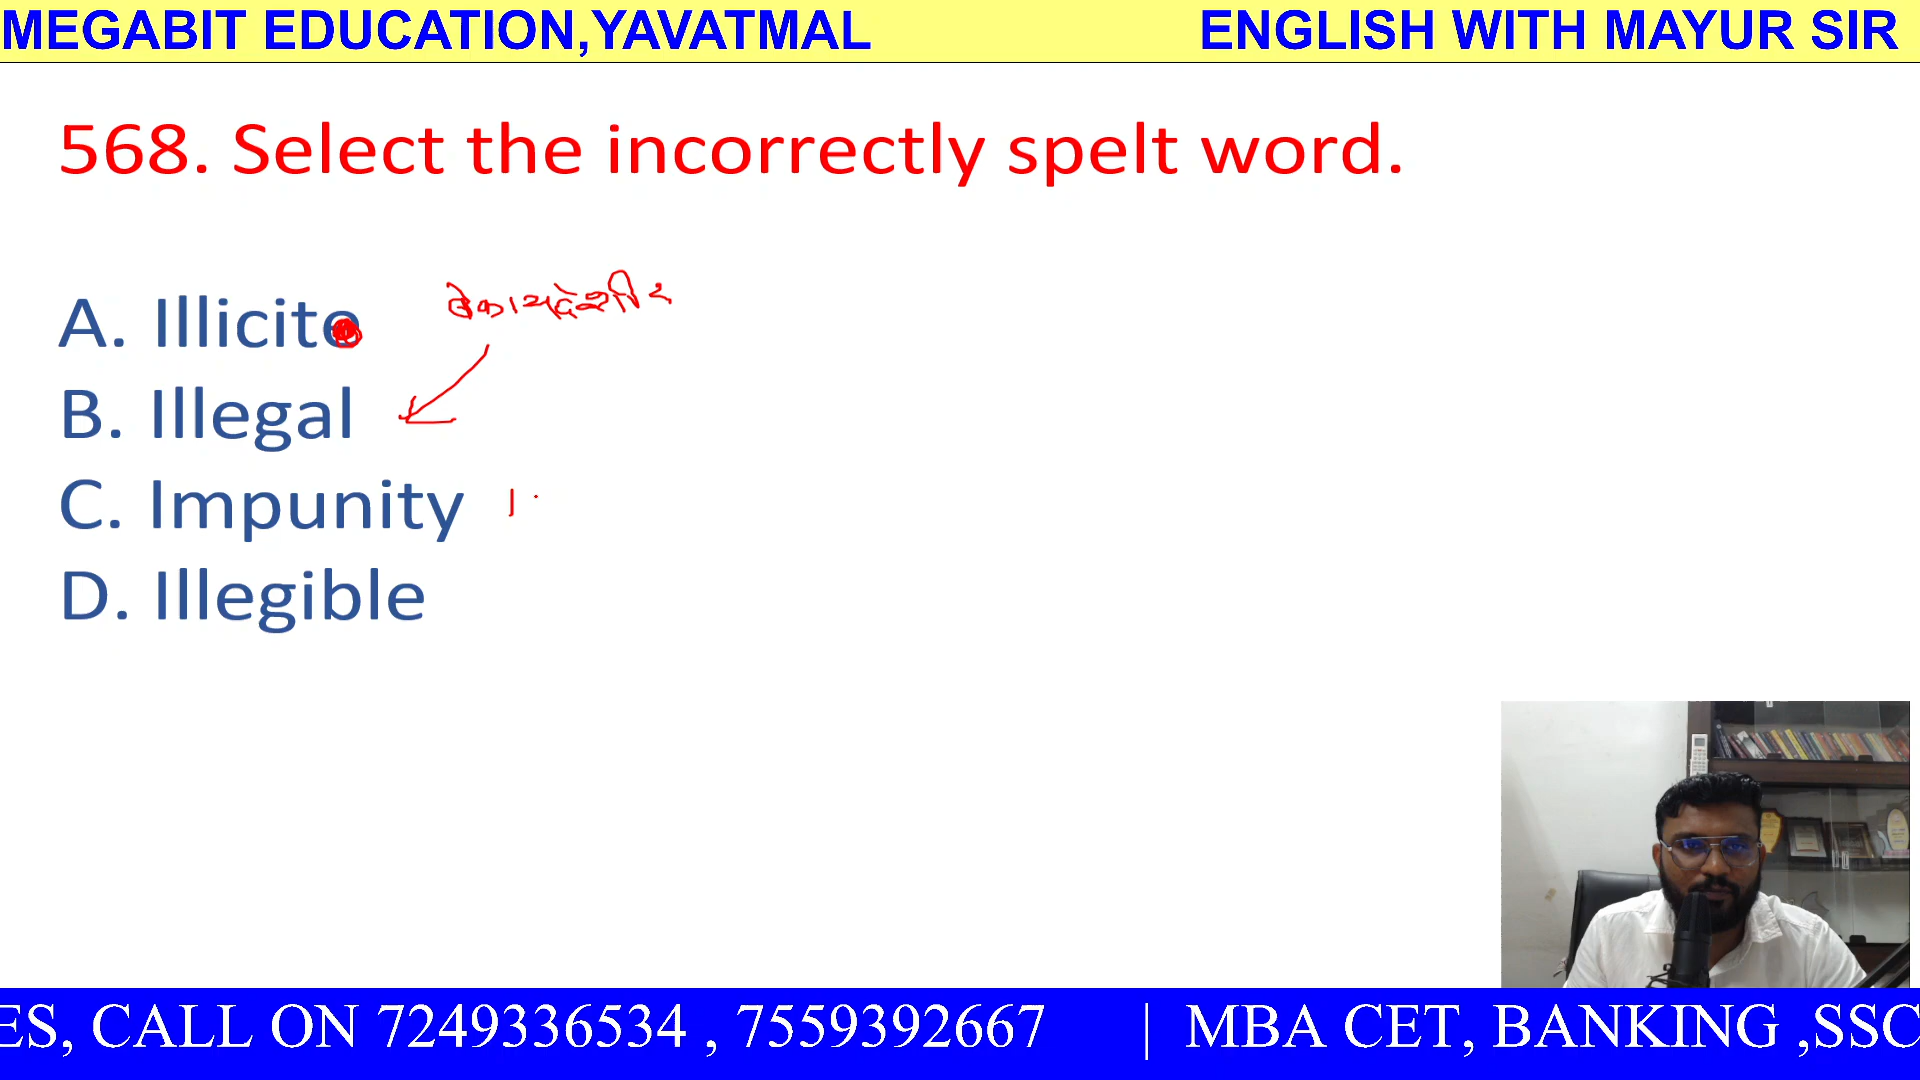 MEGABIT EDUCATION,YAVATMAL ENGLISH WITH MAYUR SIR
568. Select the incorrectly spelt word.
A. Illicite
बेकायदेशीर
B. Illegal
C. Impunity
D. Illegible
ES, CALL ON 7249336534 , 7559392667 | MBA CET, BANKING ,SSC